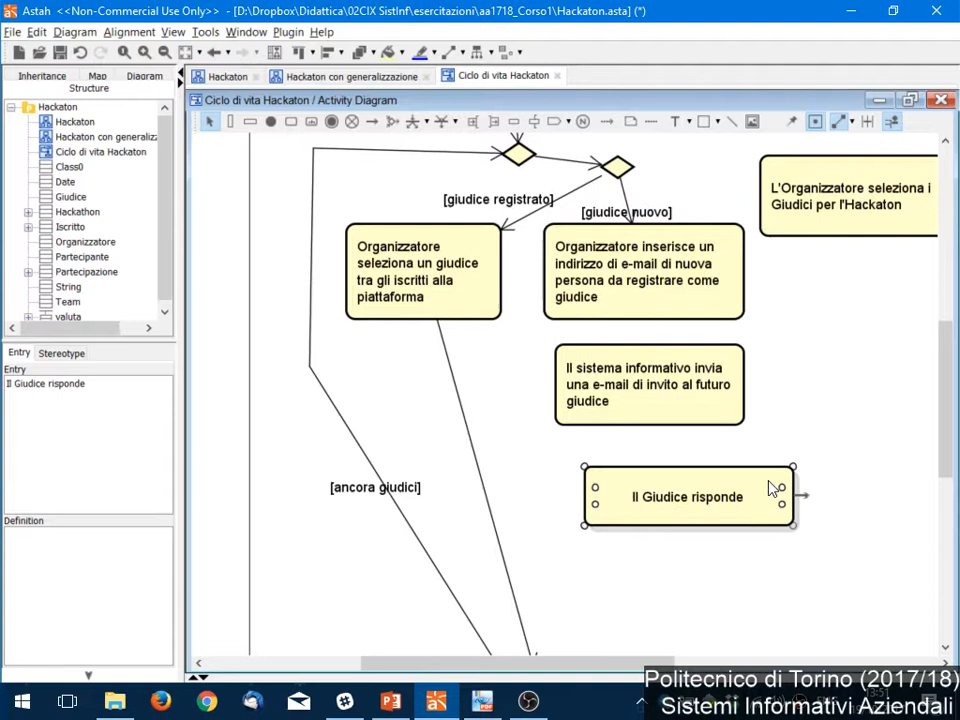 Astah <<Non-Commercial Use Only>> - [D:\Dropbox\Didattica\02CIX SistInf\esercitazioni\aa1718_Corso1\Hackaton.asta] (*)
File Edit Diagram Alignment View Tools Window Plugin Help
Inheritance Map Diagram
Structure
Hackaton
Hackaton
Hackaton con generaliz
Ciclo di vita Hackaton
Class0
Date
Giudice
Hackathon
Iscritto
Organizzatore
Partecipante
Partecipazione
String
Team
valuta
Entry Stereotype
Entry
Il Giudice risponde
Definition
Hackaton Hackaton con generalizzazione Ciclo di vita Hackaton
Ciclo di vita Hackaton / Activity Diagram
[giudice registrato]
[giudice nuovo]
L'Organizzatore seleziona i
Giudici per l'Hackaton
Organizzatore
seleziona un giudice
tra gli iscritti alla
piattaforma
Organizzatore inserisce un
indirizzo di e-mail di nuova
persona da registrare come
giudice
Il sistema informativo invia
una e-mail di invito al futuro
giudice
[ancora giudici]
Il Giudice risponde
Politecnico di Torino (2017/18)
Sistemi Informativi Aziendali